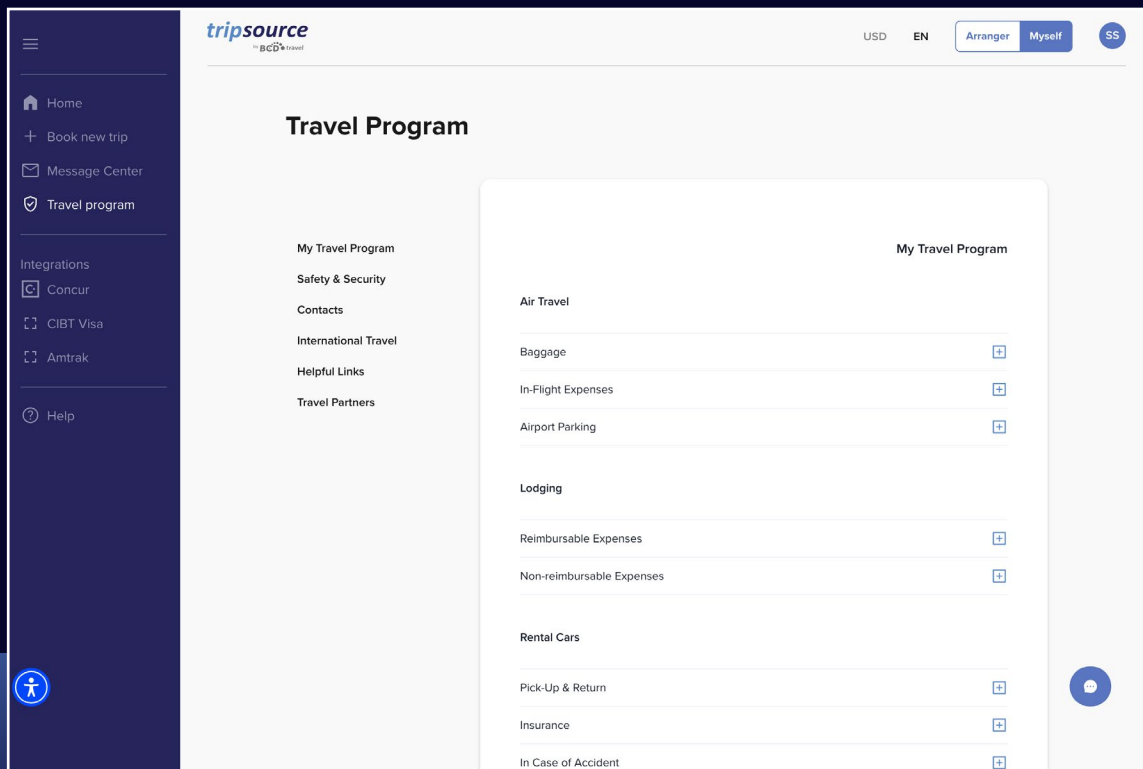 tripsource
by BCD travel
USD
EN
Arranger
Myself
SS
Home
Book new trip
Message Center
Travel program
Integrations
Concur
CIBT Visa
Amtrak
Help
Travel Program
My Travel Program
Safety & Security
Contacts
International Travel
Helpful Links
Travel Partners
My Travel Program
Air Travel
Baggage
In-Flight Expenses
Airport Parking
Lodging
Reimbursable Expenses
Non-reimbursable Expenses
Rental Cars
Pick-Up & Return
Insurance
In Case of Accident